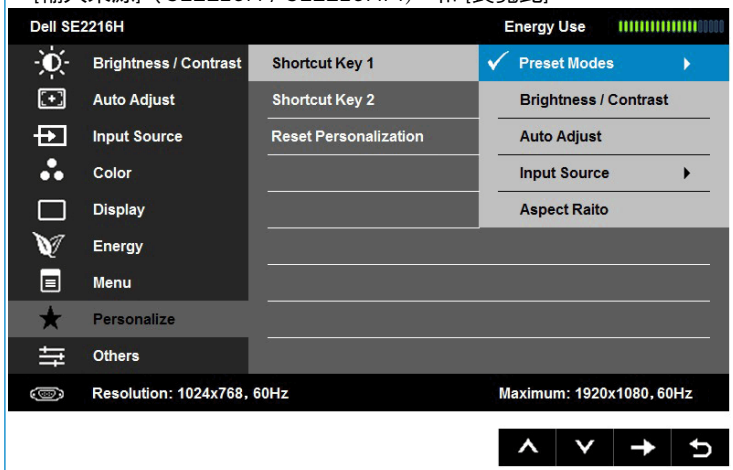 Dell SE2216H Energy Use
Brightness / Contrast Shortcut Key 1 Preset Modes
Auto Adjust Shortcut Key 2 Brightness / Contrast
Input Source Reset Personalization Auto Adjust
Color Input Source
Display Aspect Raito
Energy
Menu
Personalize
Others
Resolution: 1024x768, 60Hz Maximum: 1920x1080, 60Hz